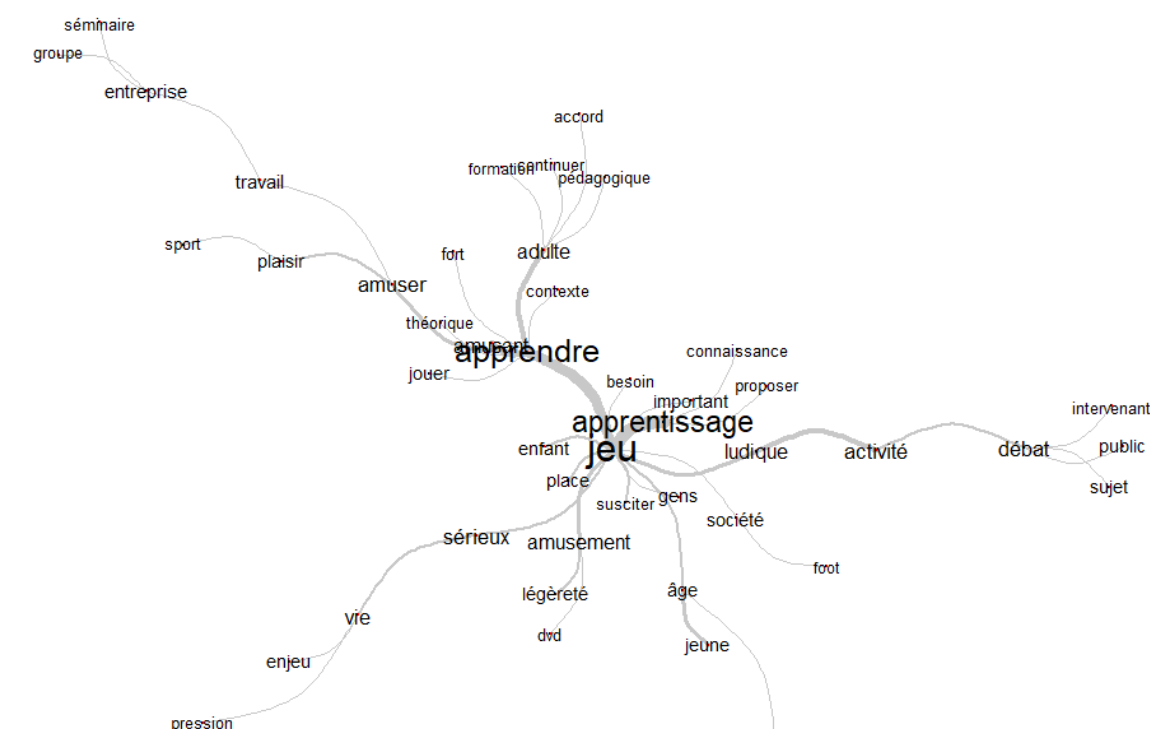 séminaire
groupe
entreprise
accord
formation
continuer
pédagogique
travail
sport
fort
adulte
plaisir
amuser
contexte
théorique
amusant
apprendre
connaissance
jouer
besoin
proposer
important
intervenant
apprentissage
enfant
jeu
ludique
activité
débat
public
place
susciter
gens
sujet
société
sérieux
amusement
foot
légèreté
âge
vie
dvd
jeune
enjeu
pression